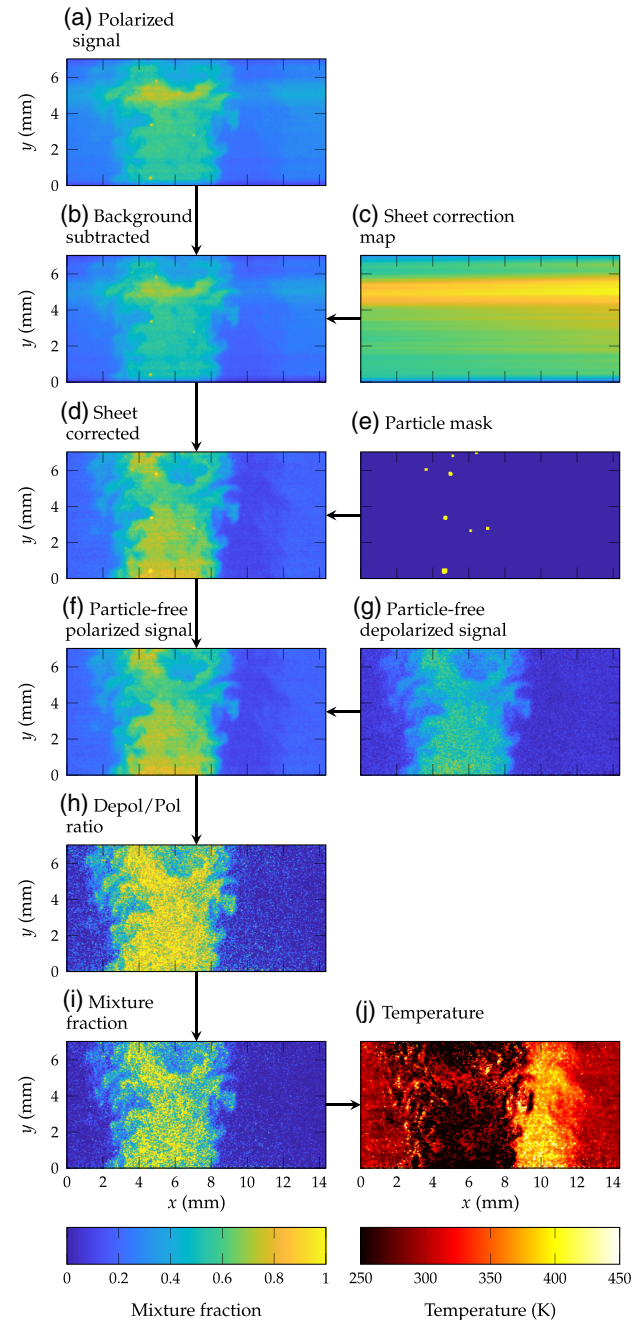 (a) Polarized
signal
6
4
2
0
y (mm)
(b) Background
subtracted
(c) Sheet correction
map
6
4
2
0
y (mm)
(d) Sheet
corrected
(e) Particle mask
6
4
2
0
y (mm)
(f) Particle-free
polarized signal
(g) Particle-free
depolarized signal
6
4
2
0
y (mm)
(h) Depol/Pol
ratio
6
4
2
0
y (mm)
(i) Mixture
fraction
(j) Temperature
6
4
2
0
y (mm)
0 2 4 6 8 10 12 14
x (mm)
0 2 4 6 8 10 12 14
x (mm)
0 0.2 0.4 0.6 0.8 1
Mixture fraction
250 300 350 400 450
Temperature (K)